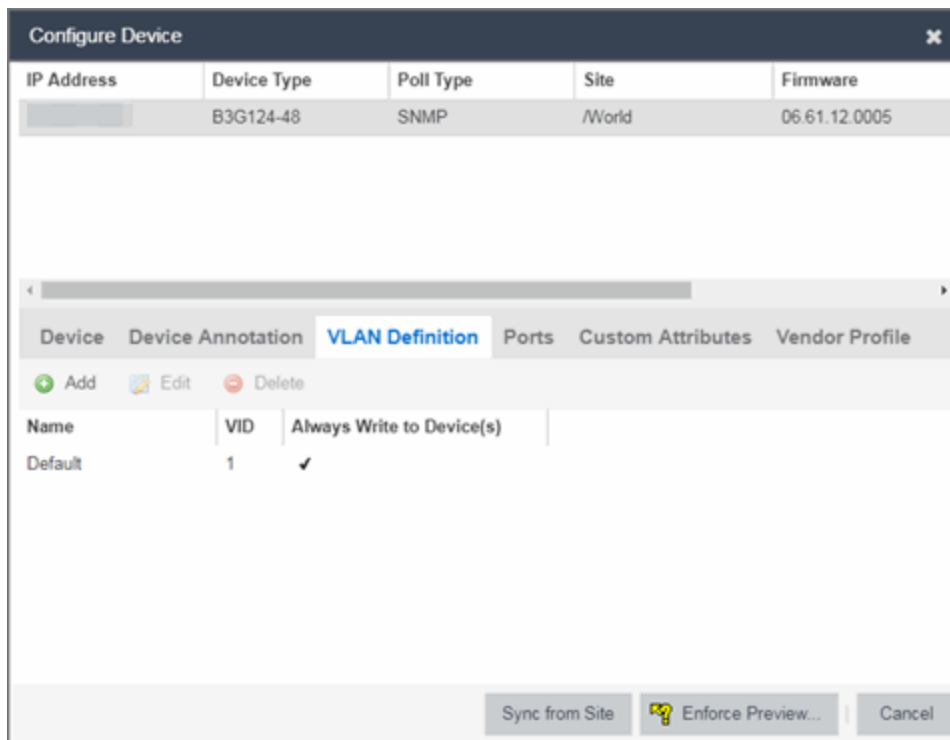 Configure Device
IP Address Device Type Poll Type Site Firmware
B3G124-48 SNMP /World 06.61.12.0005
Device Device Annotation VLAN Definition Ports Custom Attributes Vendor Profile
Add Edit Delete
Name VID Always Write to Device(s)
Default 1 ✔
Sync from Site Enforce Preview... Cancel